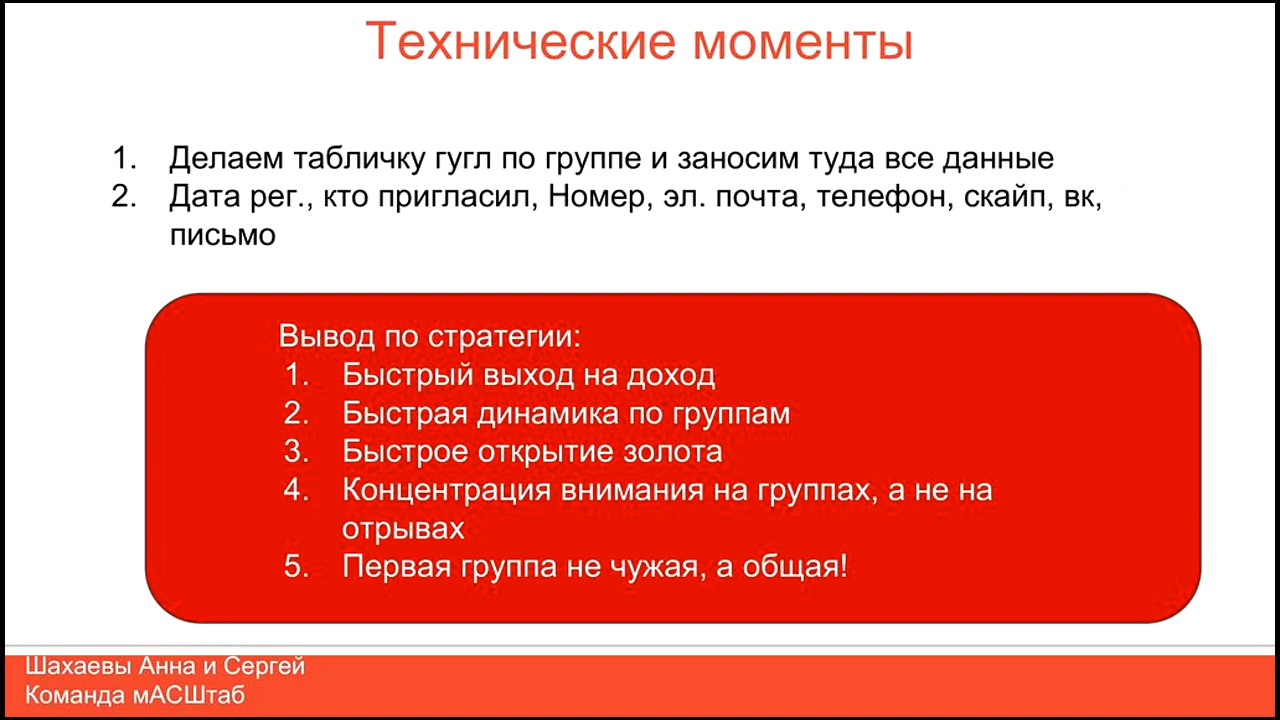 Технические моменты
1. Делаем табличку гугл по группе и заносим туда все данные
2. Дата рег., кто пригласил, Номер, эл. почта, телефон, скайп, вк,
письмо
Вывод по стратегии:
1. Быстрый выход на доход
2. Быстрая динамика по группам
3. Быстрое открытие золота
4. Концентрация внимания на группах, а не на
отрывах
5. Первая группа не чужая, а общая!
Шахаевы Анна и Сергей
Команда мАСШтаб